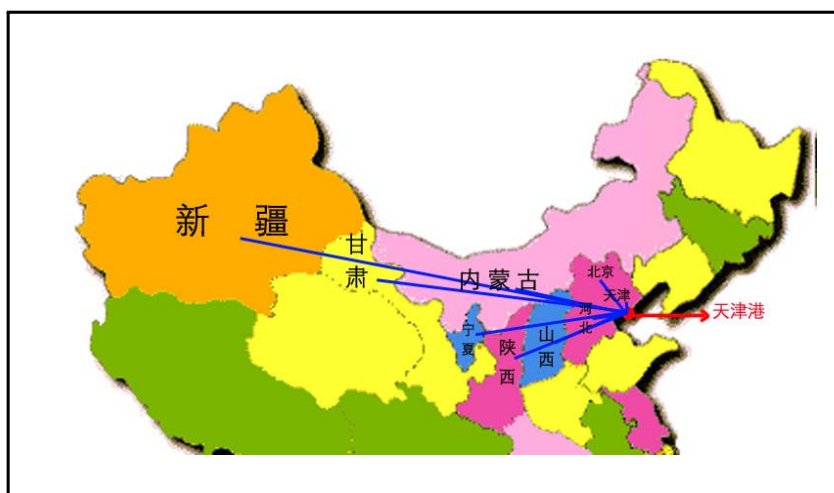 新 疆
甘
肃
内 蒙 古
北京
天津
河
北
天津港
宁
夏
陕
西
山
西